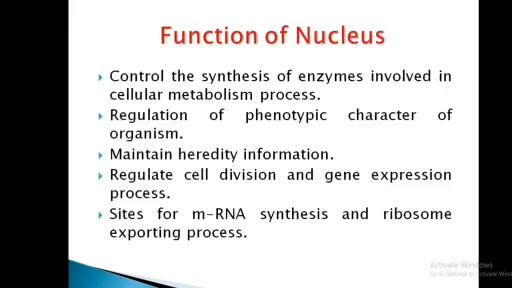 Function of Nucleus
Control the synthesis of enzymes involved in
cellular metabolism process.
Regulation of phenotypic character of
organism.
Maintain heredity information.
Regulate cell division and gene expression
process.
Sites for m-RNA synthesis and ribosome
exporting process.
Activate Windows
Go to Settings to activate Wind